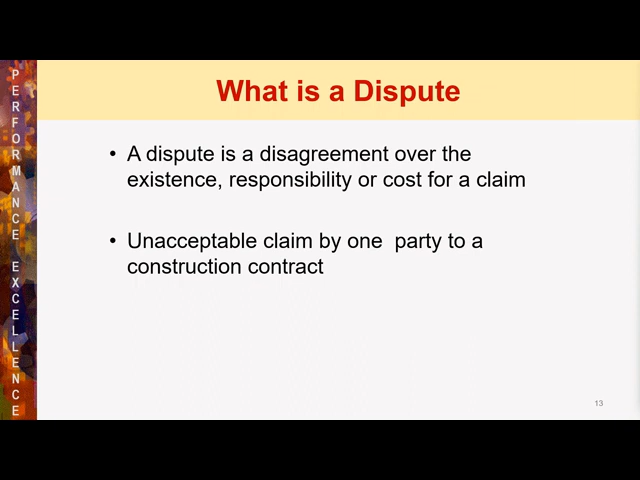 PERFORMANCE EXCELLENCE
What is a Dispute
• A dispute is a disagreement over the
existence, responsibility or cost for a claim
• Unacceptable claim by one  party to a
construction contract
13